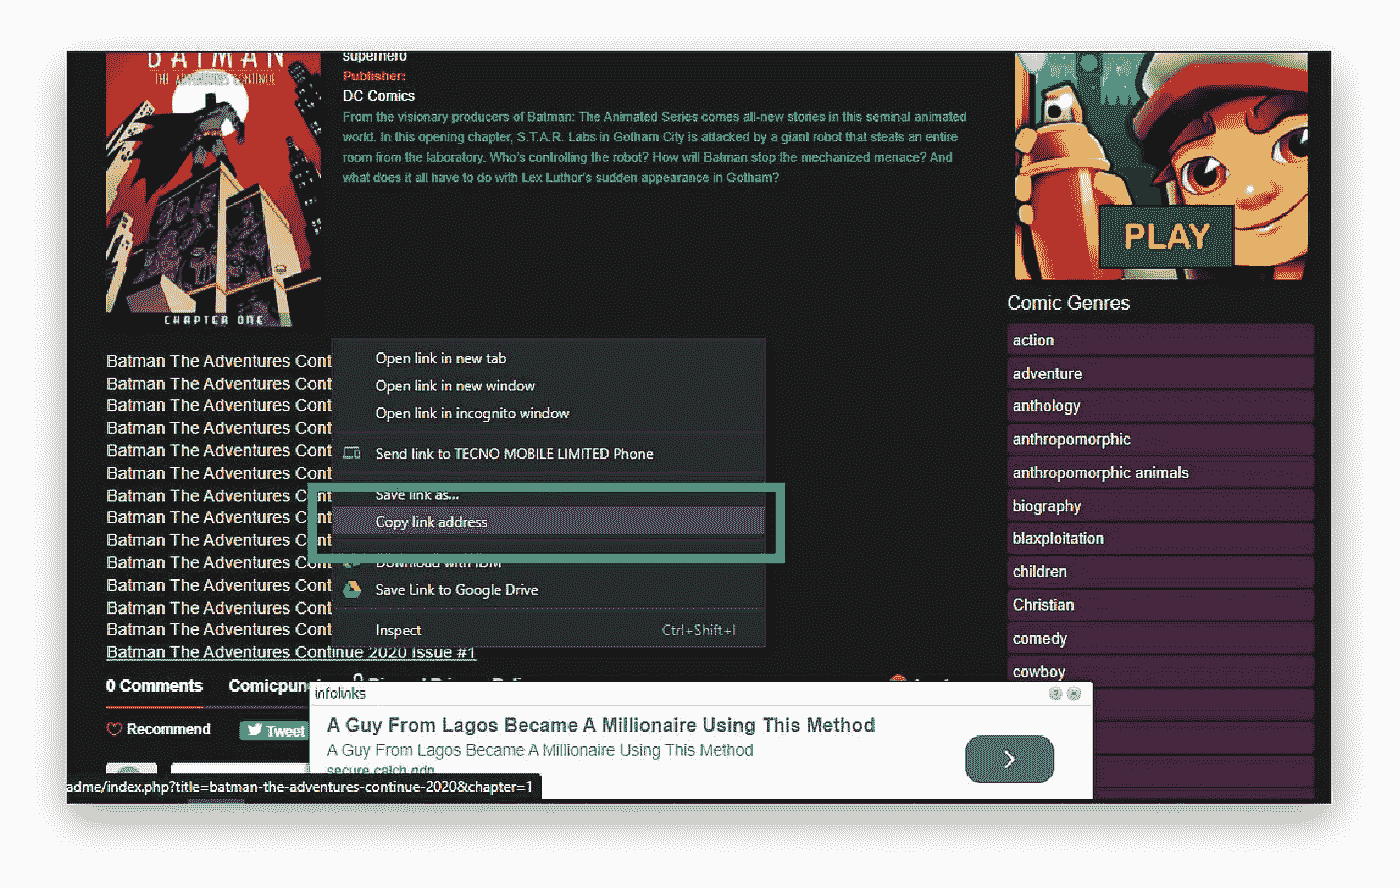 BATMAN
THE ADVENTURES CONTINUE
CHAPTER ONE
superhero
Publisher:
DC Comics
From the visionary producers of Batman: The Animated Series comes all-new stories in this seminal animated
world. In this opening chapter, S.T.A.R. Labs in Gotham City is attacked by a giant robot that steals an entire
room from the laboratory. Who's controlling the robot? How will Batman stop the mechanized menace? And
what does it all have to do with Lex Luthor's sudden appearance in Gotham?
PLAY
Comic Genres
action
adventure
anthology
anthropomorphic
anthropomorphic animals
biography
blaxploitation
children
Christian
comedy
cowboy
Batman The Adventures Cont
Batman The Adventures Cont
Batman The Adventures Cont
Batman The Adventures Cont
Batman The Adventures Cont
Batman The Adventures Cont
Batman The Adventures Cont
Batman The Adventures Cont
Batman The Adventures Cont
Batman The Adventures Cont
Batman The Adventures Cont
Batman The Adventures Cont
Batman The Adventures Cont
Batman The Adventures Continue 2020 Issue #1
Open link in new tab
Open link in new window
Open link in incognito window
Send link to TECNO MOBILE LIMITED Phone
Save link as...
Copy link address
Download with IDM
Save Link to Google Drive
Inspect Ctrl+Shift+I
0 Comments Comicpun
Recommend Tweet
infolinks
A Guy From Lagos Became A Millionaire Using This Method
A Guy From Lagos Became A Millionaire Using This Method
adme/index.php?title=batman-the-adventures-continue-2020&chapter=1